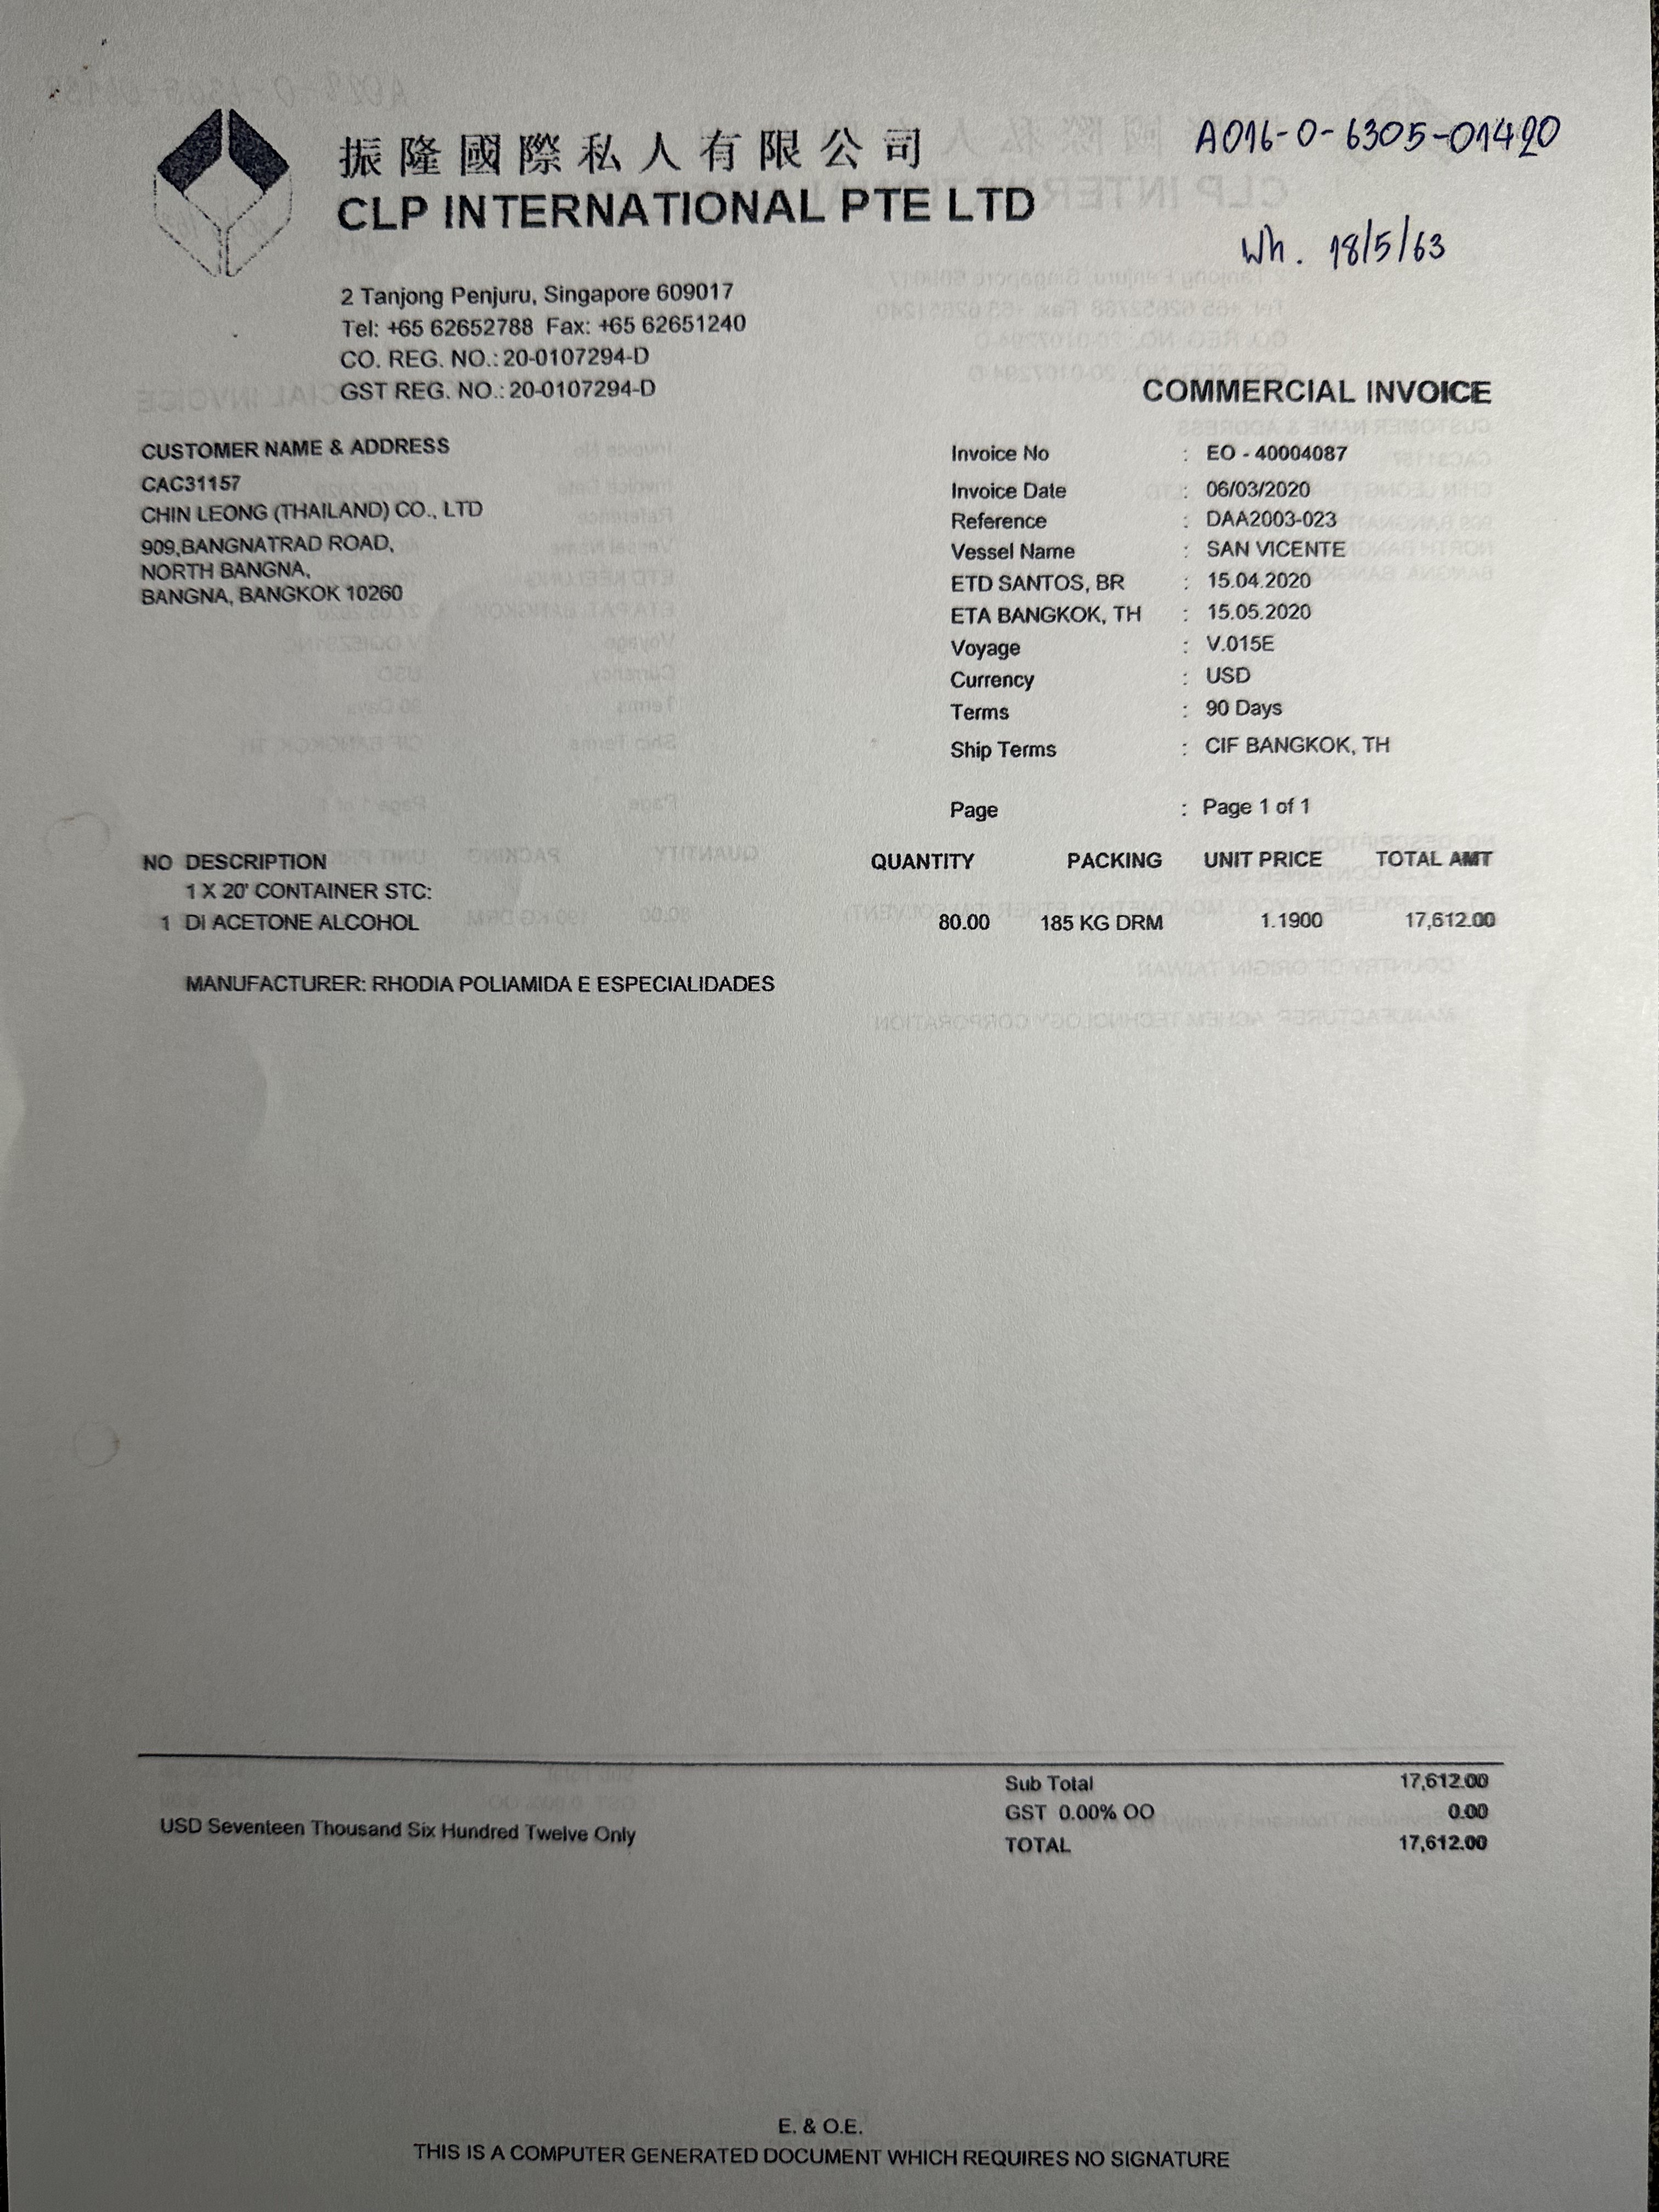 A016-0-6305-01420
振隆國際私人有限公司
CLP INTERNATIONAL PTE LTD
18/5/63
2 Tanjong Penjuru, Singapore 609017
Tel: +65 62652788 Fax: +65 62651240
CO. REG. NO.: 20-0107294-D
GST REG. NO.: 20-0107294-D
COMMERCIAL INVOICE
CUSTOMER NAME & ADDRESS
CAC31157
CHIN LEONG (THAILAND) CO., LTD
909,BANGNATRAD ROAD,
NORTH BANGNA,
BANGNA, BANGKOK 10260
Invoice No : EO - 40004087
Invoice Date : 06/03/2020
Reference : DAA2003-023
Vessel Name : SAN VICENTE
ETD SANTOS, BR : 15.04.2020
ETA BANGKOK, TH : 15.05.2020
Voyage : V.015E
Currency : USD
Terms : 90 Days
Ship Terms : CIF BANGKOK, TH
Page : Page 1 of 1
NO DESCRIPTION QUANTITY PACKING UNIT PRICE TOTAL AMT
1 X 20' CONTAINER STC:
1 DI ACETONE ALCOHOL 80.00 185 KG DRM 1.1900 17,612.00
MANUFACTURER: RHODIA POLIAMIDA E ESPECIALIDADES
Sub Total 17,612.00
GST 0.00% OO 0.00
USD Seventeen Thousand Six Hundred Twelve Only
TOTAL 17,612.00
E. & O.E.
THIS IS A COMPUTER GENERATED DOCUMENT WHICH REQUIRES NO SIGNATURE